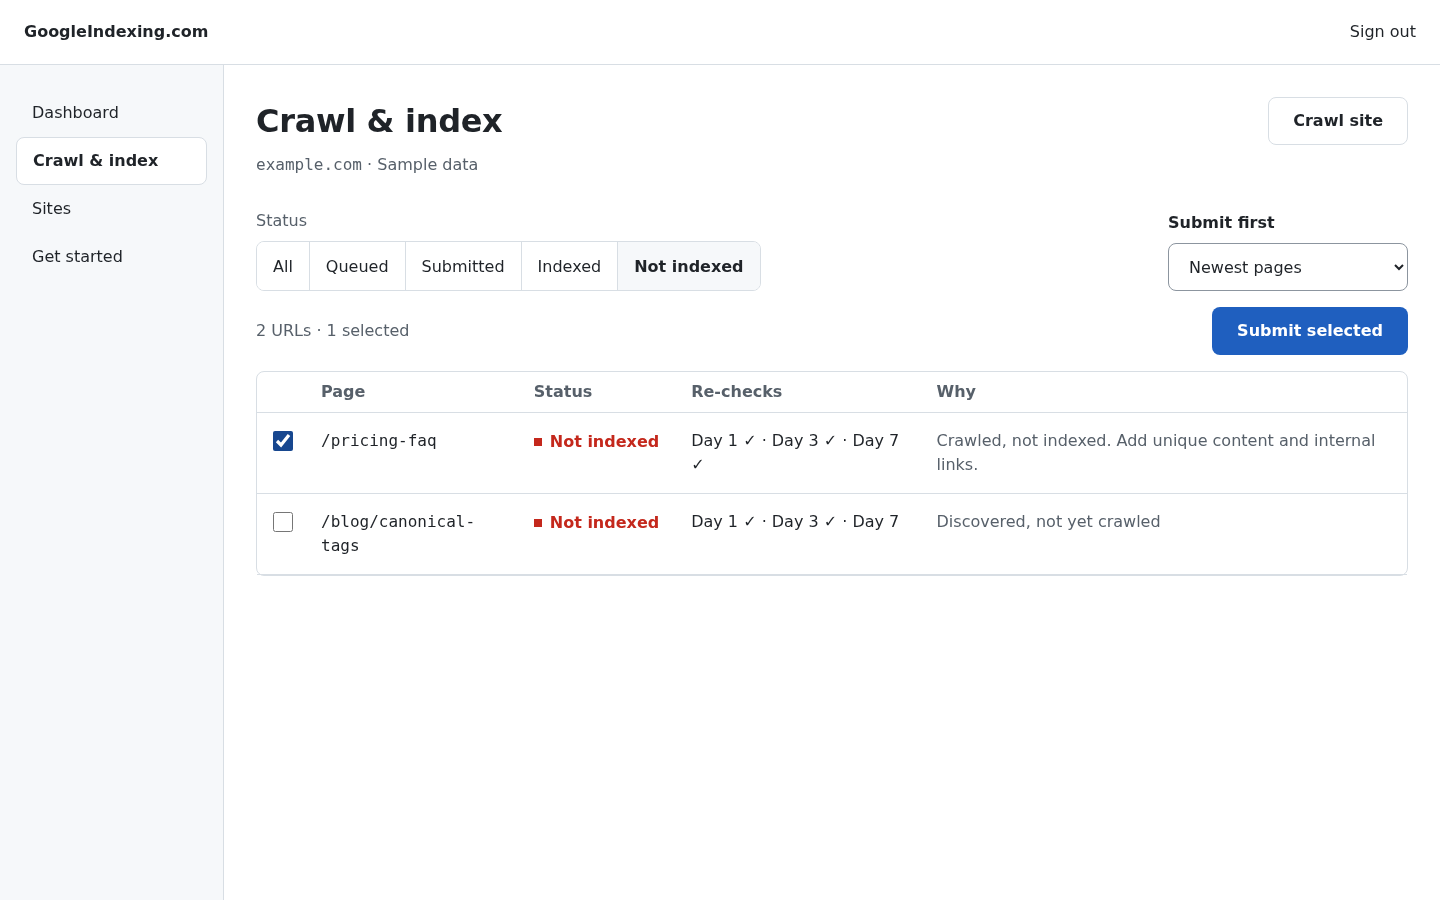 GoogleIndexing.com
Sign out
Dashboard
Crawl & index
Sites
Get started
Crawl & index
Crawl site
example.com · Sample data
Status
Submit first
All
Queued
Submitted
Indexed
Not indexed
Newest pages
2 URLs · 1 selected
Submit selected
Page
Status
Re-checks
Why
/pricing-faq
Not indexed
Day 1 ✓ · Day 3 ✓ · Day 7
✓
Crawled, not indexed. Add unique content and internal
links.
/blog/canonical-
tags
Not indexed
Day 1 ✓ · Day 3 ✓ · Day 7
Discovered, not yet crawled